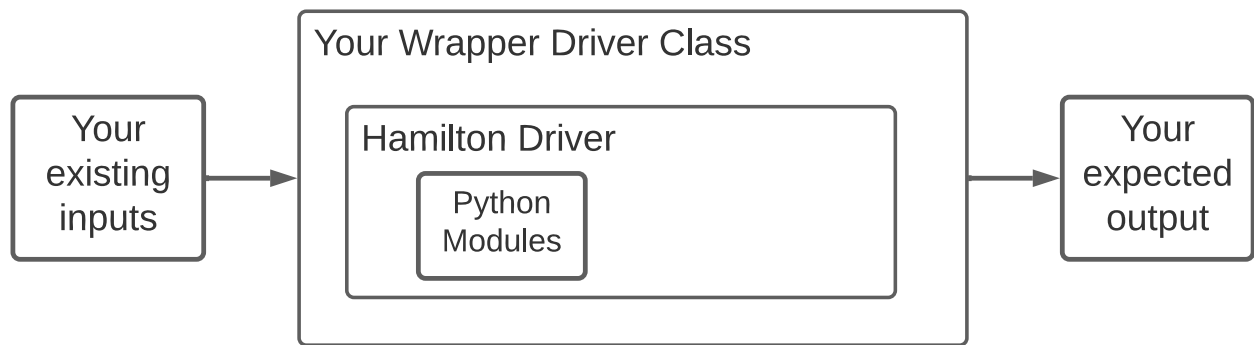 Your Wrapper Driver Class
Your
existing
inputs
Hamilton Driver
Python
Modules
Your
expected
output